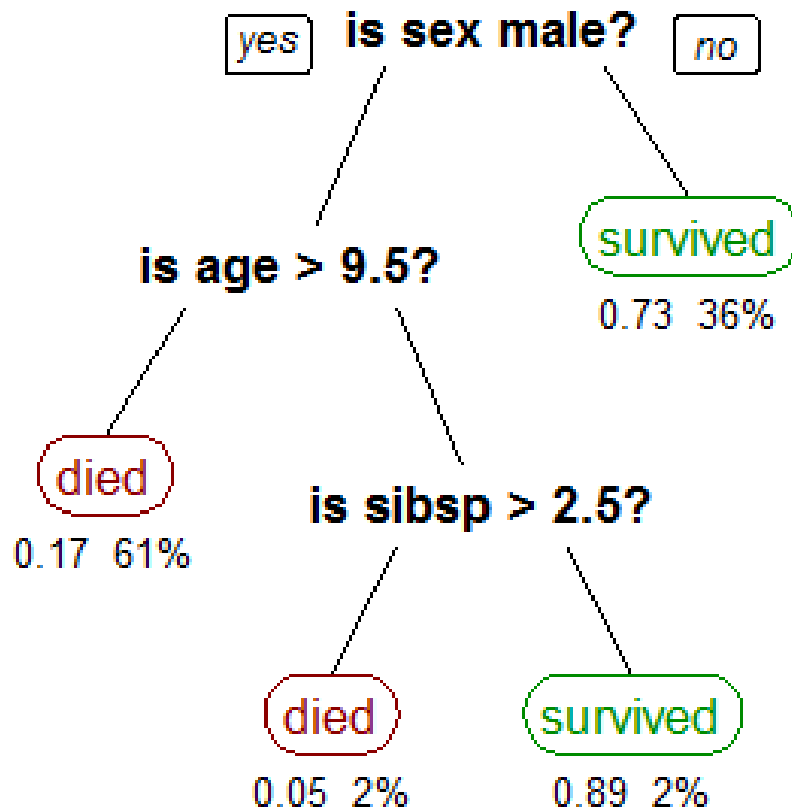 yes is sex male? no
survived
is age > 9.5?
0.73 36%
died
is sibsp > 2.5?
0.17 61%
died survived
0.05 2% 0.89 2%